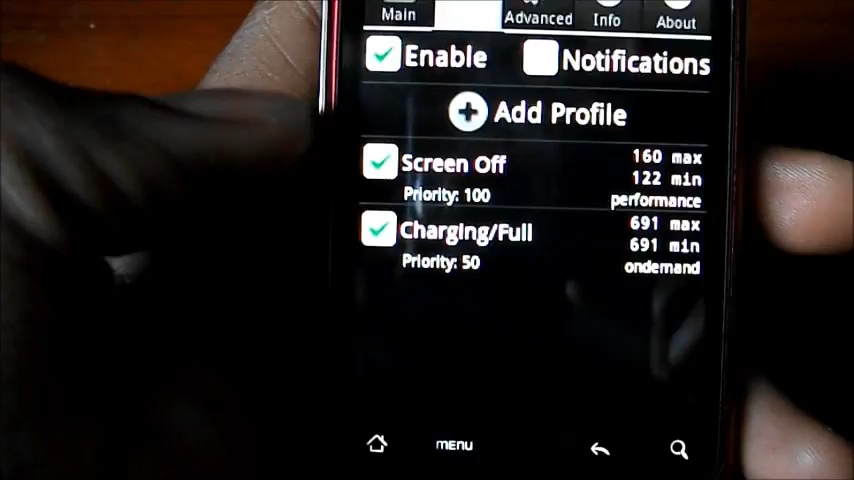 Main Advanced Info About
Enable Notifications
Add Profile
Screen Off 160 max
122 min
Priority: 100 performance
Charging/Full 691 max
691 min
Priority: 50 ondemand
MENU